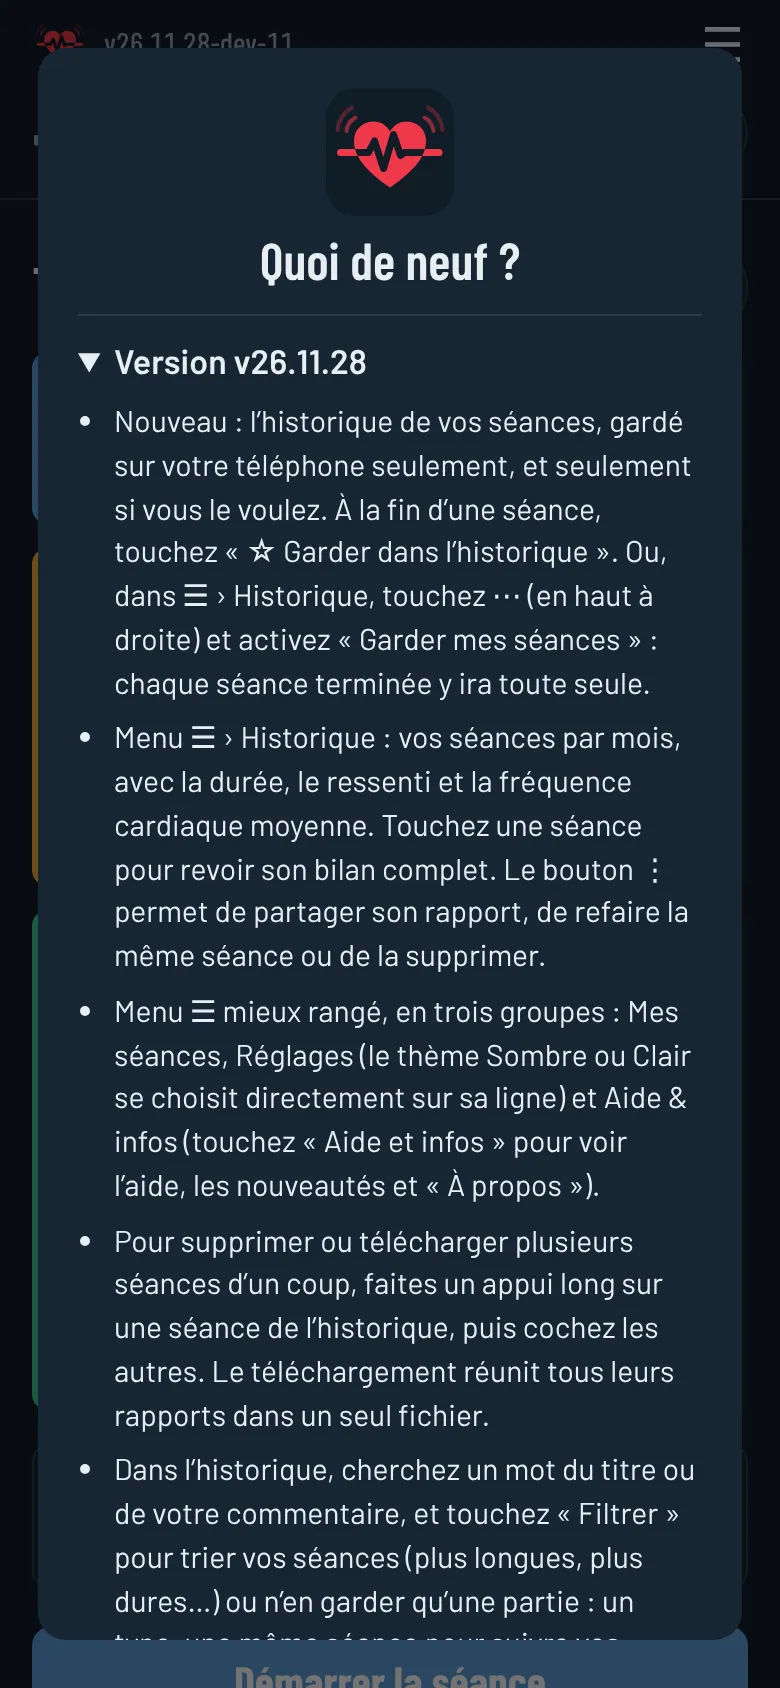 v26.11.28-dev-11
Quoi de neuf ?
▼ Version v26.11.28
• Nouveau : l’historique de vos séances, gardé
sur votre téléphone seulement, et seulement
si vous le voulez. À la fin d’une séance,
touchez « ☆ Garder dans l’historique ». Ou,
dans ☰ › Historique, touchez ⋯ (en haut à
droite) et activez « Garder mes séances » :
chaque séance terminée y ira toute seule.
• Menu ☰ › Historique : vos séances par mois,
avec la durée, le ressenti et la fréquence
cardiaque moyenne. Touchez une séance
pour revoir son bilan complet. Le bouton ⋮
permet de partager son rapport, de refaire la
même séance ou de la supprimer.
• Menu ☰ mieux rangé, en trois groupes : Mes
séances, Réglages (le thème Sombre ou Clair
se choisit directement sur sa ligne) et Aide &
infos (touchez « Aide et infos » pour voir
l’aide, les nouveautés et « À propos »).
• Pour supprimer ou télécharger plusieurs
séances d’un coup, faites un appui long sur
une séance de l’historique, puis cochez les
autres. Le téléchargement réunit tous leurs
rapports dans un seul fichier.
• Dans l’historique, cherchez un mot du titre ou
de votre commentaire, et touchez « Filtrer »
pour trier vos séances (plus longues, plus
dures…) ou n’en garder qu’une partie : un
type, une même séance pour suivre vos
Démarrer la séance